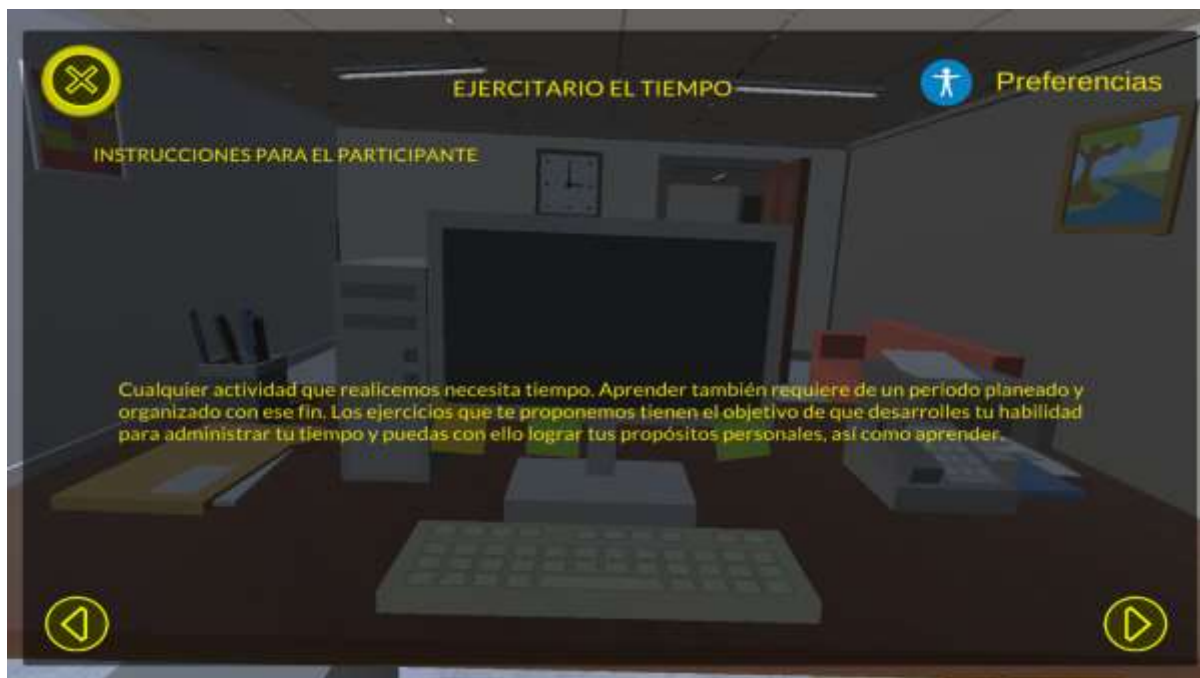 EJERCITARIO EL TIEMPO
Preferencias
INSTRUCCIONES PARA EL PARTICIPANTE
Cualquier actividad que realicemos necesita tiempo. Aprender también requiere de un periodo planeado y
organizado con ese fin. Los ejercicios que te proponemos tienen el objetivo de que desarrolles tu habilidad
para administrar tu tiempo y puedas con ello lograr tus propósitos personales, así como aprender.